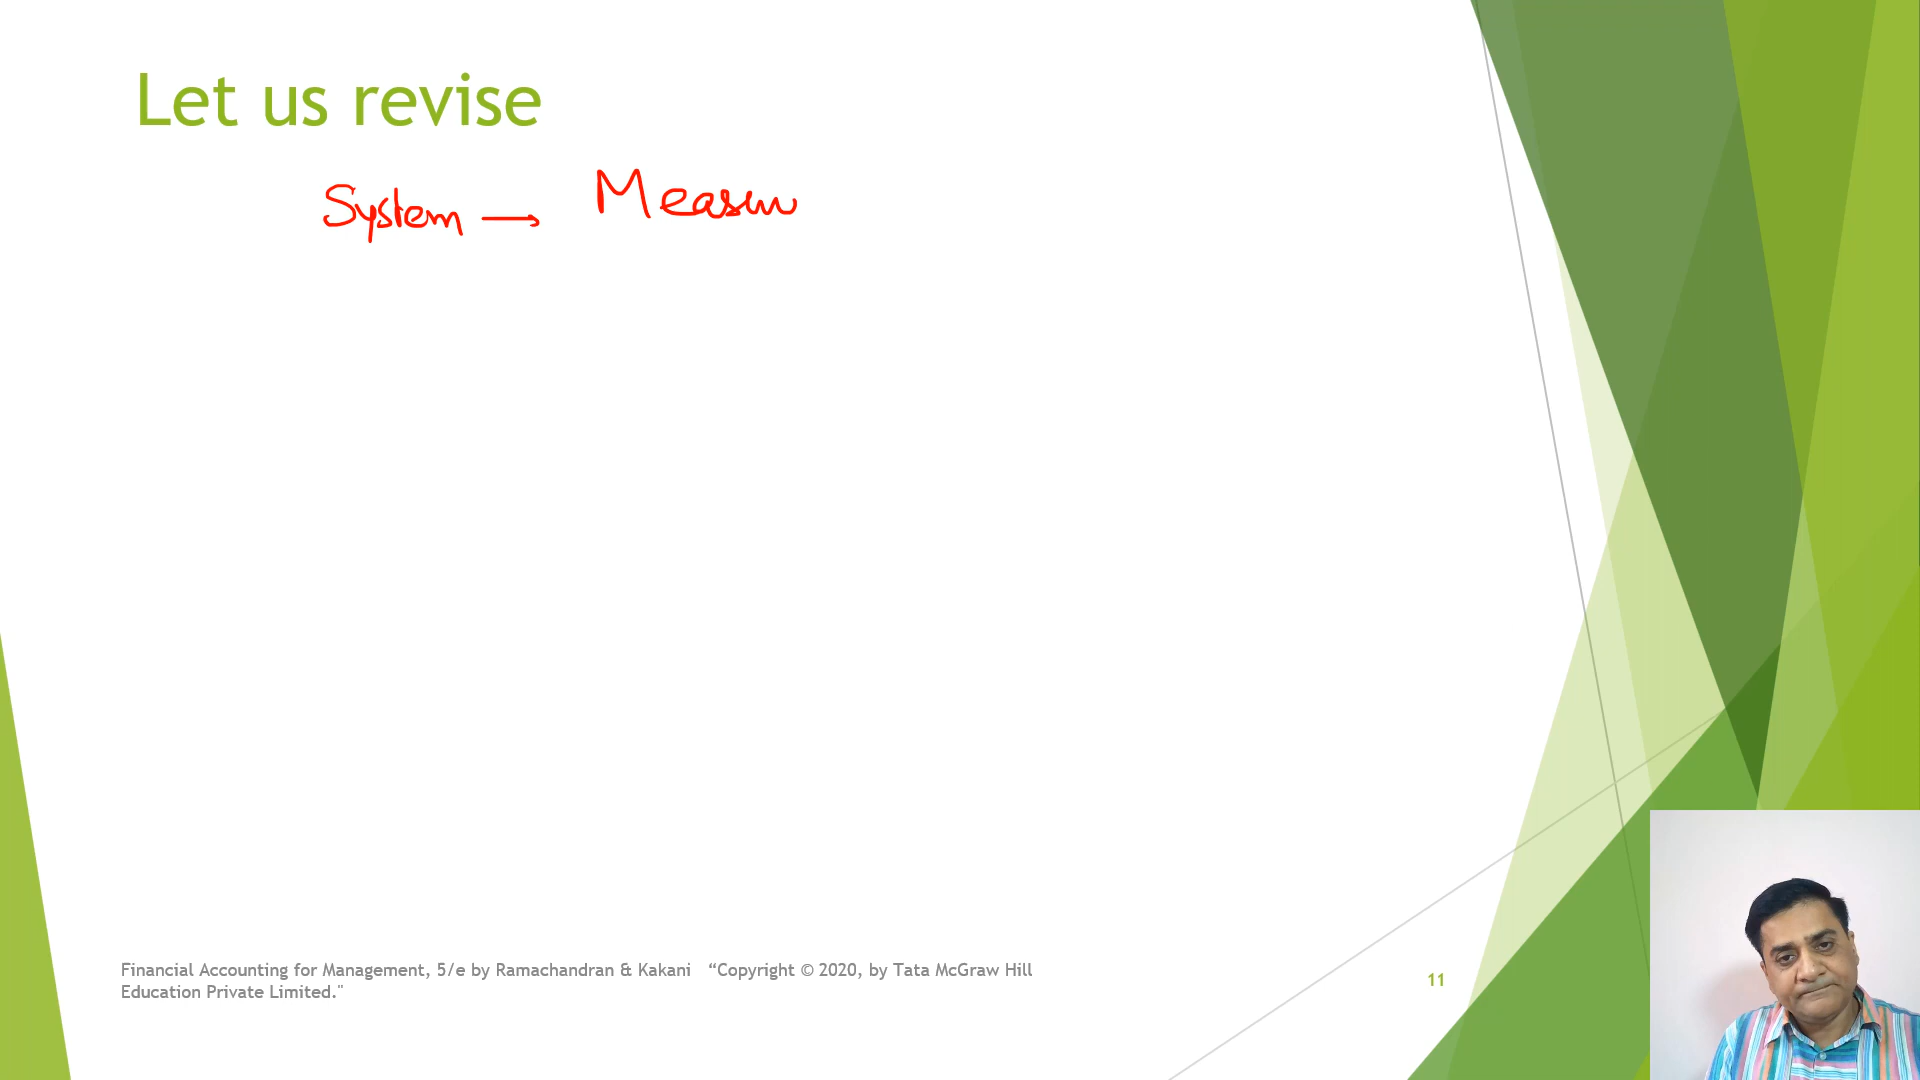 Let us revise
System → Measu
Financial Accounting for Management, 5/e by Ramachandran & Kakani “Copyright © 2020, by Tata McGraw Hill
Education Private Limited."
11